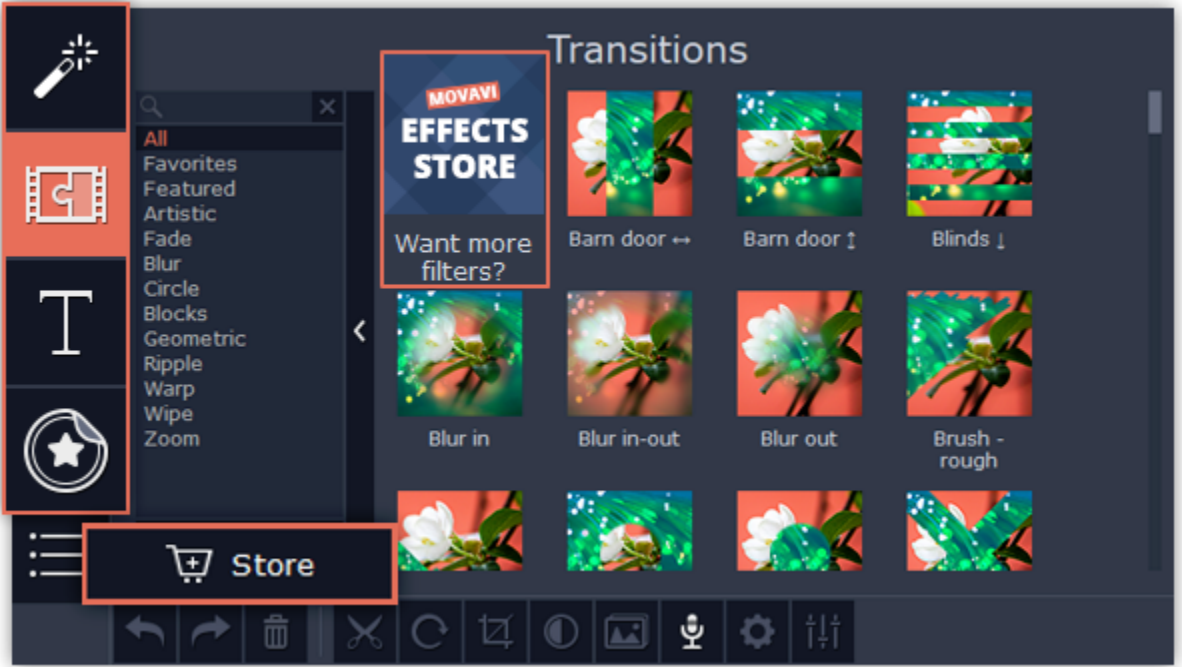 Transitions
All
Favorites
Featured
Artistic
Fade
Blur
Circle
Blocks
Geometric
Ripple
Warp
Wipe
Zoom
Store
MOVAVI
EFFECTS
STORE
Want more
filters?
Barn door ↔
Barn door ↕
Blinds ↓
Blur in
Blur in-out
Blur out
Brush -
rough
T